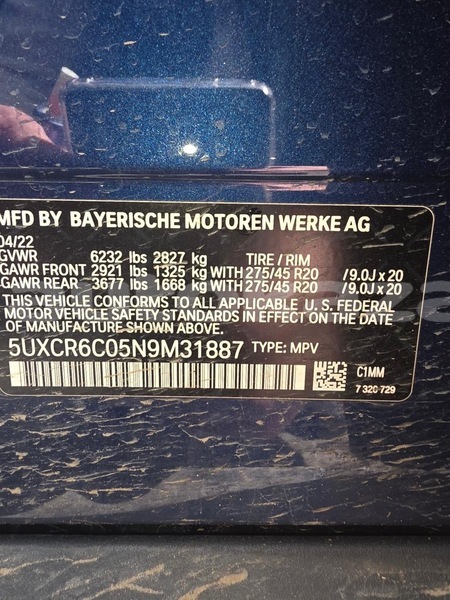 MFD BY BAYERISCHE MOTOREN WERKE AG
04/22
GVWR 6232 lbs 2827 kg TIRE / RIM
GAWR FRONT 2921 lbs 1325 kg WITH 275/45 R20 /9.0J x 20
GAWR REAR 3677 lbs 1668 kg WITH 275/45 R20 /9.0J x 20
THIS VEHICLE CONFORMS TO ALL APPLICABLE U.S. FEDERAL
MOTOR VEHICLE SAFETY STANDARDS IN EFFECT ON THE
DATE OF MANUFACTURE SHOWN ABOVE.
5UXCR6C05N9M31887 TYPE: MPV
C1MM
7 320 729